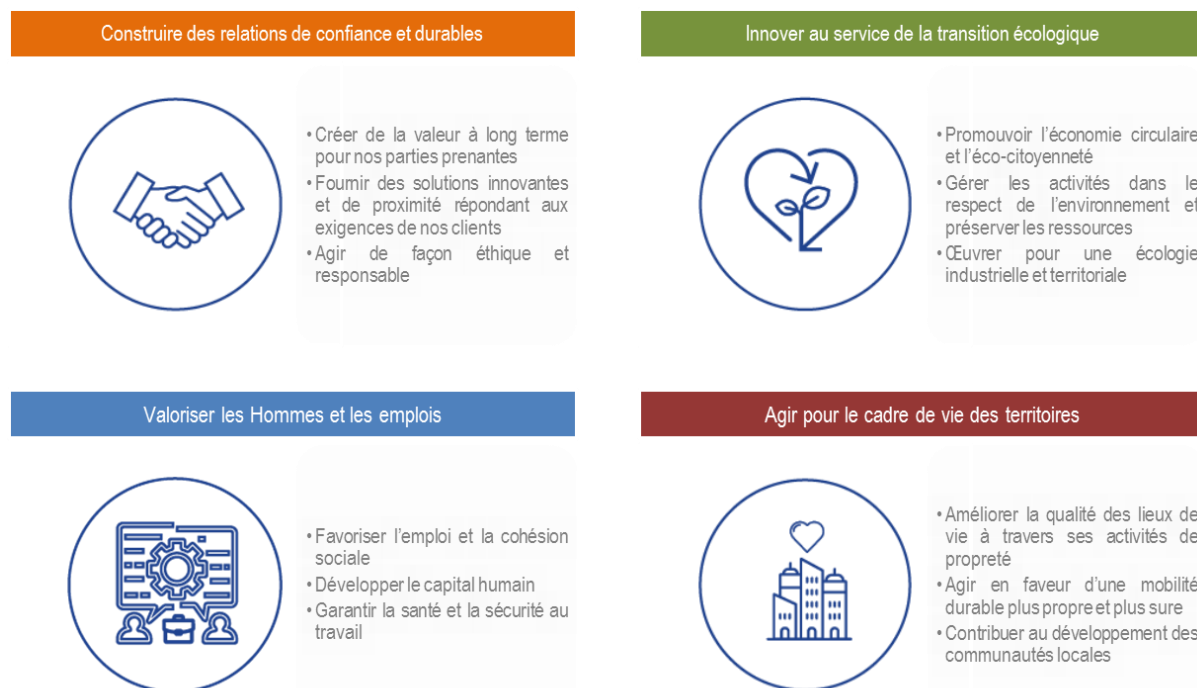 Construire des relations de confiance et durables
• Créer de la valeur à long terme
pour nos parties prenantes
• Fournir des solutions innovantes
et de proximité répondant aux
exigences de nos clients
• Agir de façon éthique et
responsable
Innover au service de la transition écologique
• Promouvoir l’économie circulaire
et l’éco-citoyenneté
• Gérer les activités dans le
respect de l’environnement et
préserver les ressources
• Œuvrer pour une écologie
industrielle et territoriale
Valoriser les Hommes et les emplois
• Favoriser l’emploi et la cohésion
sociale
• Développer le capital humain
• Garantir la santé et la sécurité au
travail
Agir pour le cadre de vie des territoires
• Améliorer la qualité des lieux de
vie à travers ses activités de
propreté
• Agir en faveur d’une mobilité
durable plus propre et plus sure
• Contribuer au développement des
communautés locales